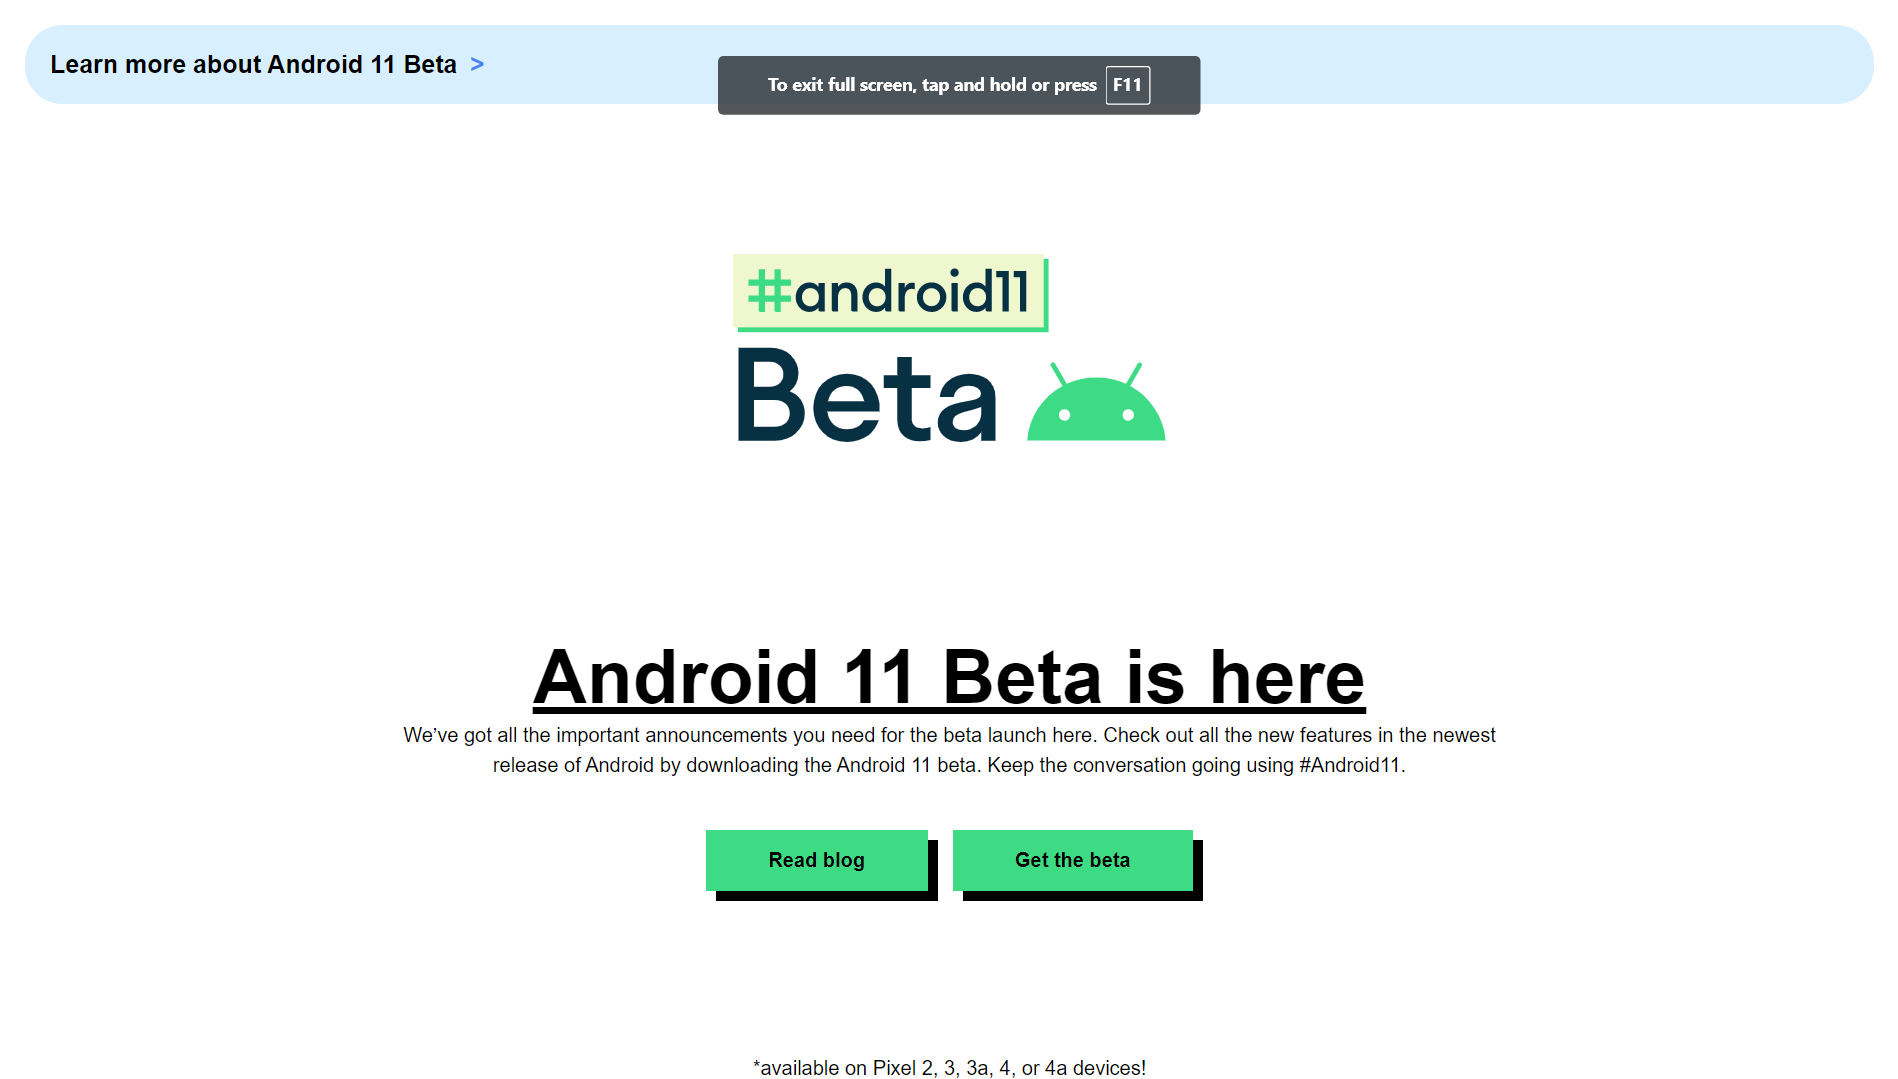 Learn more about Android 11 Beta >
To exit full screen, tap and hold or press F11
#android11
Beta
Android 11 Beta is here
We’ve got all the important announcements you need for the beta launch here. Check out all the new features in the newest
release of Android by downloading the Android 11 beta. Keep the conversation going using #Android11.
Read blog
Get the beta
*available on Pixel 2, 3, 3a, 4, or 4a devices!